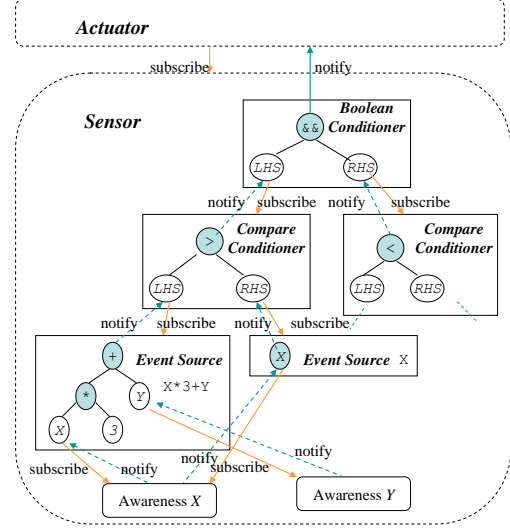 Actuator
subscribe
notify
Sensor
Boolean
Conditioner
&&
LHS
RHS
notify
subscribe
notify
subscribe
Compare
Conditioner
>
LHS
RHS
Compare
Conditioner
<
LHS
RHS
notify
subscribe
notify
subscribe
+
Event Source
X*3+Y
*
Y
X
3
X
Event Source X
subscribe
notify
notify
subscribe
notify
Awareness X
Awareness Y